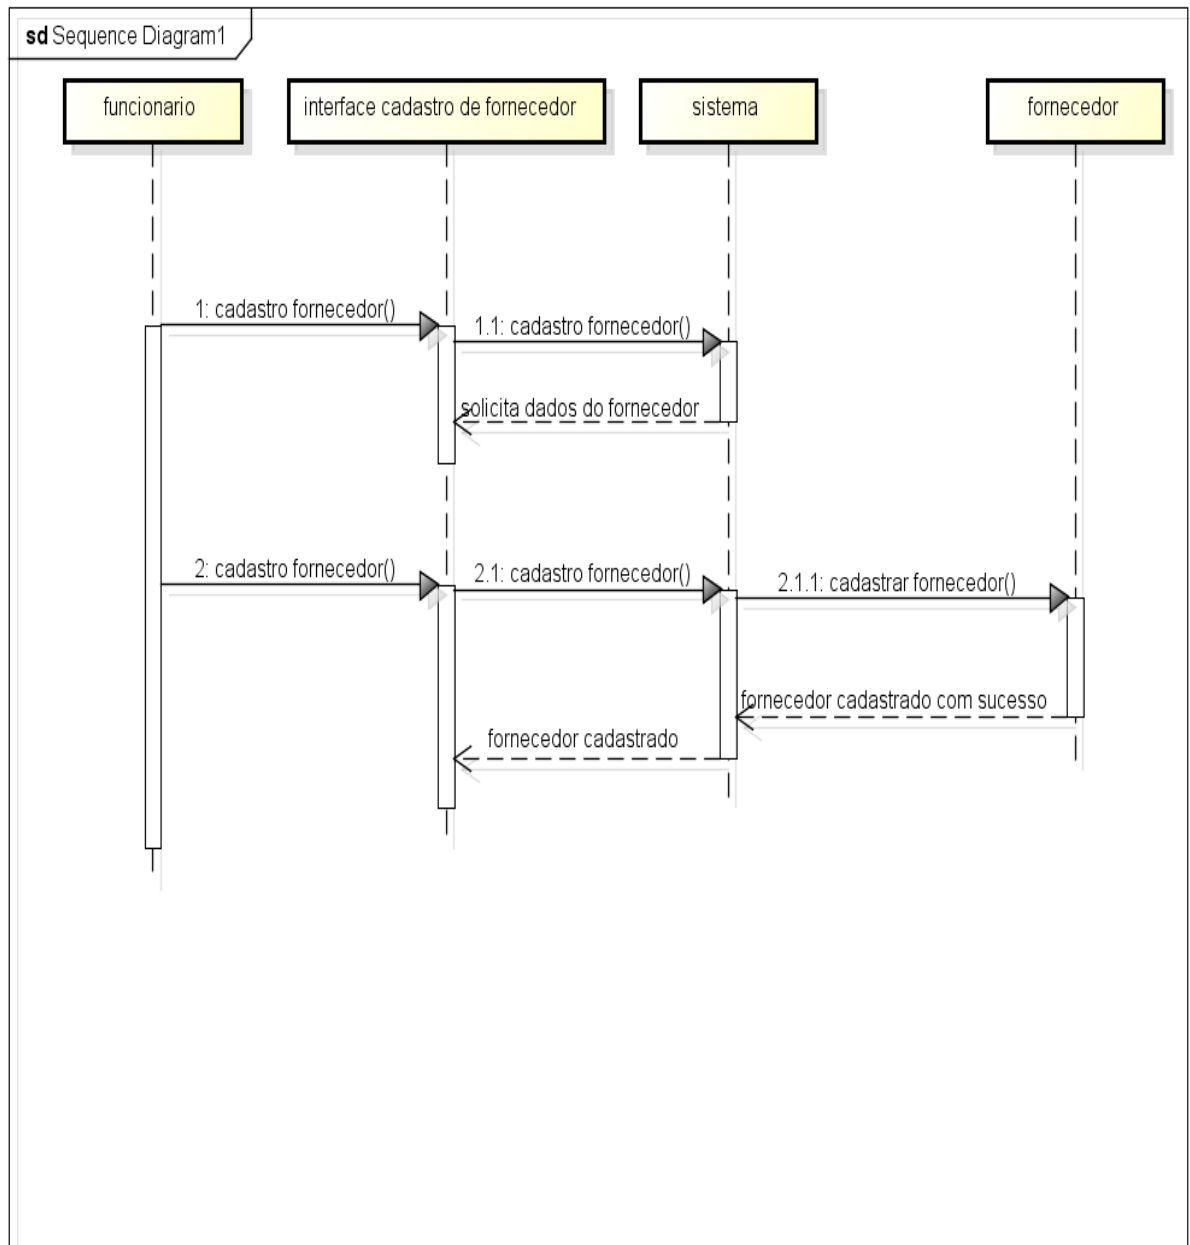 sd Sequence Diagram1
funcionario
interface cadastro de fornecedor
sistema
fornecedor
1: cadastro fornecedor()
1.1: cadastro fornecedor()
solicita dados do fornecedor
2: cadastro fornecedor()
2.1: cadastro fornecedor()
2.1.1: cadastrar fornecedor()
fornecedor cadastrado com sucesso
fornecedor cadastrado